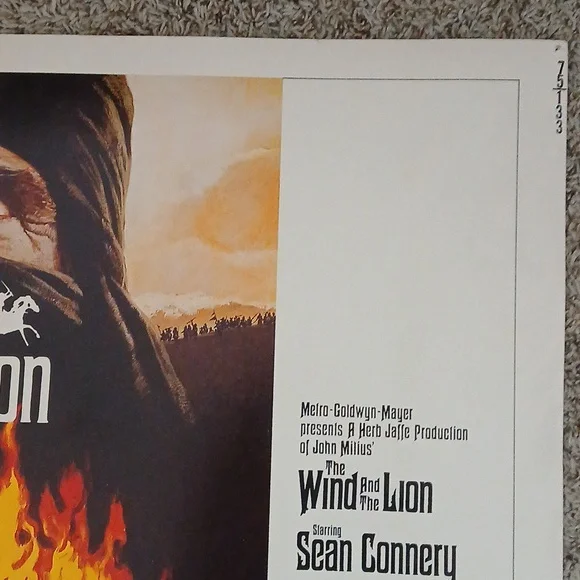 75/133
on
Metro-Goldwyn-Mayer
presents A Herb Jaffe Production
of John Milius'
The
Wind And The Lion
Starring
Sean Connery